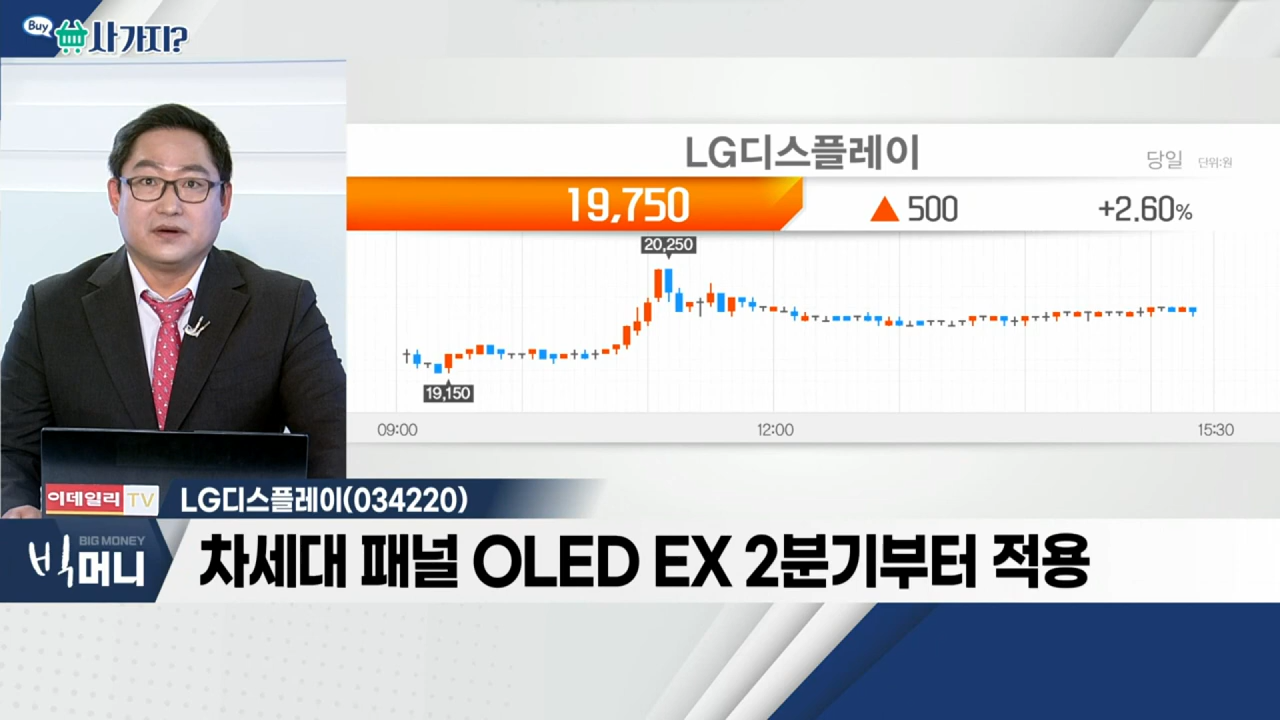 Buy
사가지?
LG디스플레이
당일 단위:원
19,750 ▲ 500 +2.60%
20,250
19,150
09:00 12:00 15:30
이데일리 TV
LG디스플레이(034220)
BIG MONEY
빅머니
차세대 패널 OLED EX 2분기부터 적용